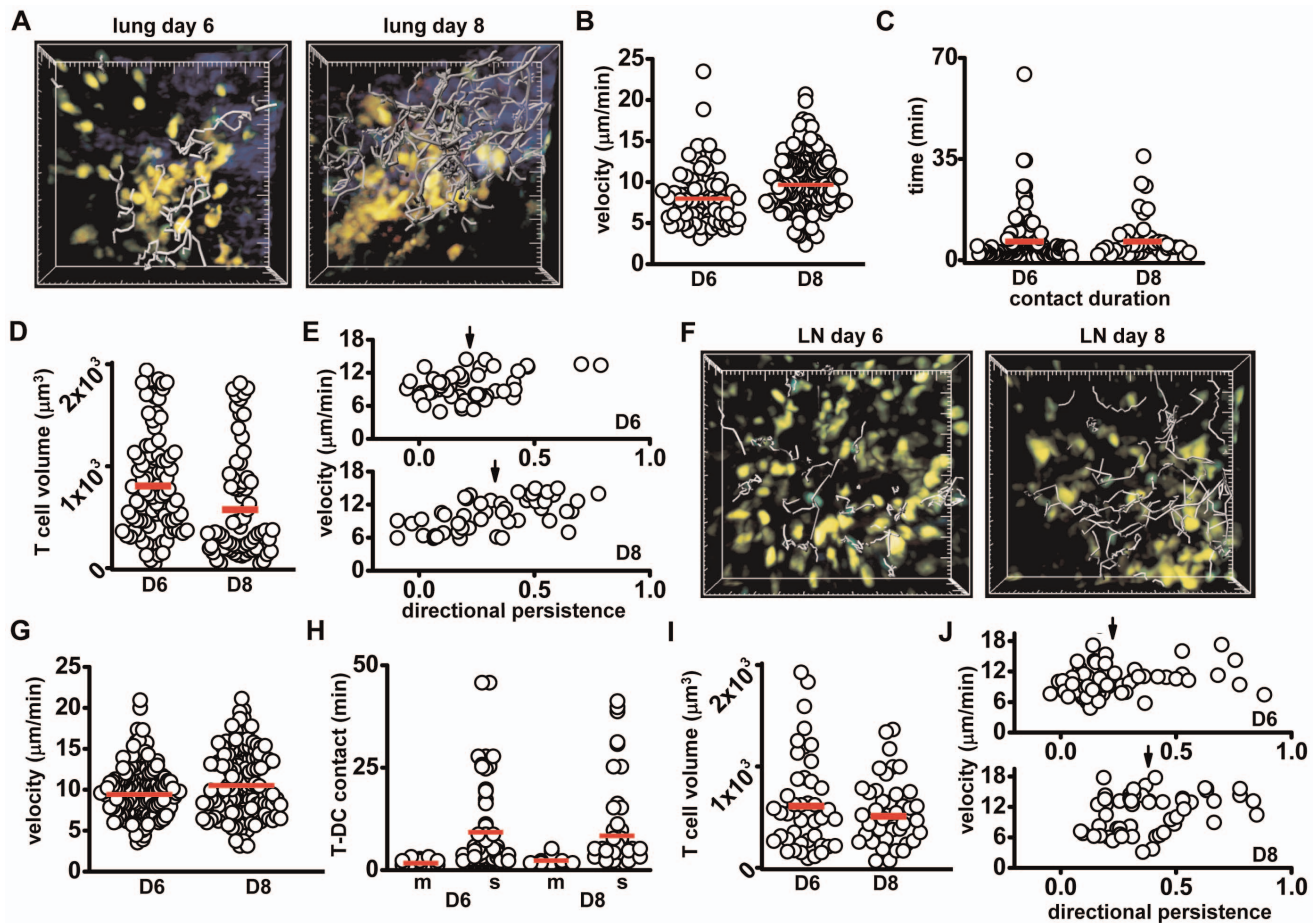 A
lung day 6
lung day 8
B
velocity (μm/min)
25
20
15
10
5
0
D6
D8
C
time (min)
70
35
0
D6
D8
contact duration
D
T cell volume (μm³)
2x10³
1x10³
0
D6
D8
E
velocity (μm/min)
18
12
6
0
D6
0.0
0.5
1.0
18
12
6
0
D8
0.0
0.5
1.0
directional persistence
F
LN day 6
LN day 8
G
velocity (μm/min)
25
20
15
10
5
0
D6
D8
H
T-DC contact (min)
50
25
0
m
s
m
s
D6
D8
I
T cell volume (μm³)
2x10³
1x10³
0
D6
D8
J
velocity (μm/min)
18
12
6
0
D6
0.0
0.5
1.0
18
12
6
0
D8
0.0
0.5
1.0
directional persistence